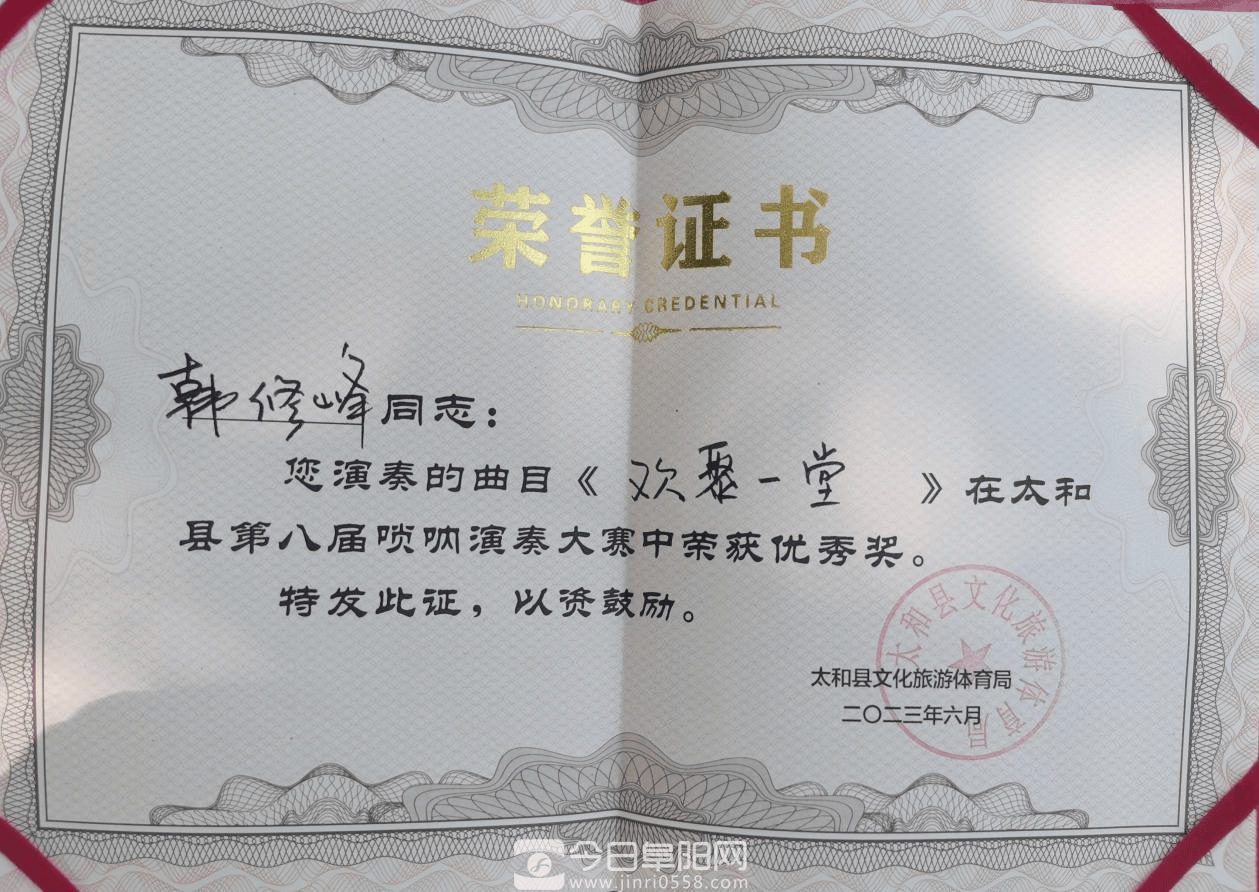 荣誉证书
HONORARY CREDENTIAL
韩修峰同志：
您演奏的曲目《欢聚一堂》在太和
县第八届唢呐演奏大赛中荣获优秀奖。
特发此证，以资鼓励。
太和县文化旅游体育局
太和县文化旅游体育局
二〇二三年六月
今日阜阳网
www.jinri0558.com